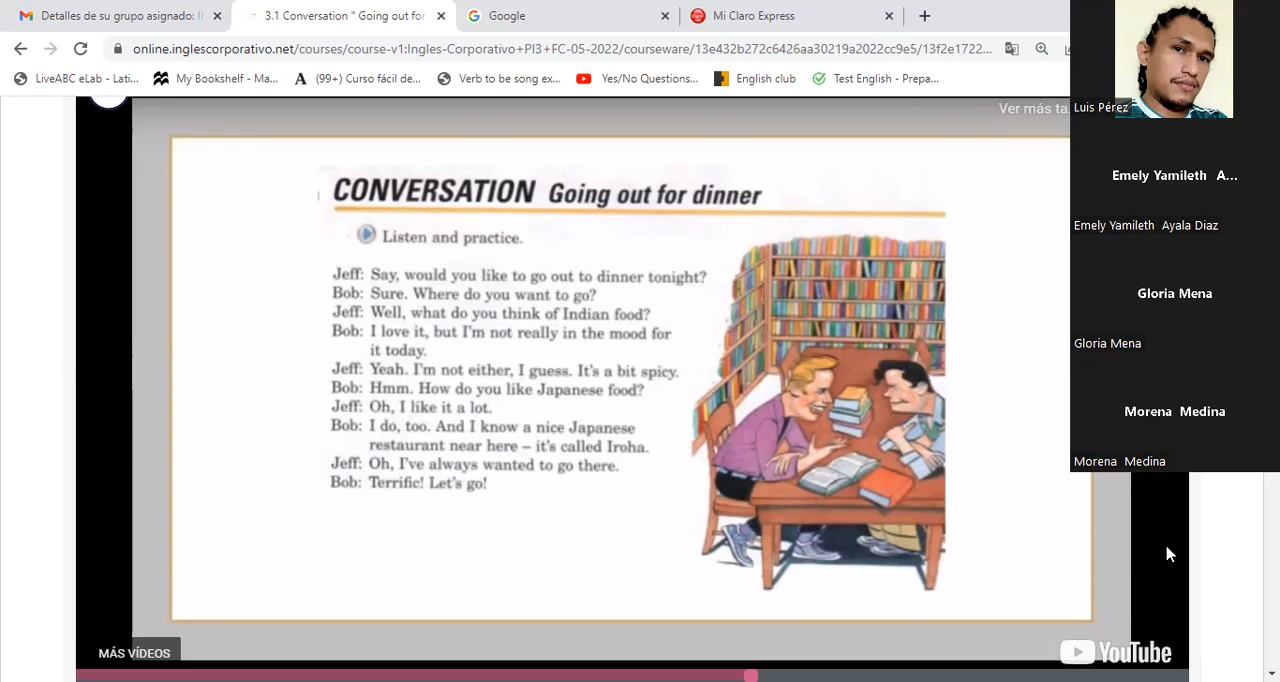 Detalles de su grupo asignado: I
3.1 Conversation " Going out for
Google
Mi Claro Express
online.inglescorporativo.net/courses/course-v1:Ingles-Corporativo+PI3+FC-05-2022/courseware/13e432b272c6426aa30219a2022cc9e5/13f2e1722...
LiveABC eLab - Lati...
My Bookshelf - Ma...
(99+) Curso fácil de...
Verb to be song ex...
Yes/No Questions...
English club
Test English - Prepa...
Ver más ta
CONVERSATION Going out for dinner
Listen and practice.
Jeff: Say, would you like to go out to dinner tonight?
Bob: Sure. Where do you want to go?
Jeff: Well, what do you think of Indian food?
Bob: I love it, but I'm not really in the mood for
it today.
Jeff: Yeah. I'm not either, I guess. It's a bit spicy.
Bob: Hmm. How do you like Japanese food?
Jeff: Oh, I like it a lot.
Bob: I do, too. And I know a nice Japanese
restaurant near here – it's called Iroha.
Jeff: Oh, I've always wanted to go there.
Bob: Terrific! Let's go!
MÁS VÍDEOS
YouTube
Luis Pérez
Emely Yamileth A...
Emely Yamileth Ayala Diaz
Gloria Mena
Gloria Mena
Morena Medina
Morena Medina